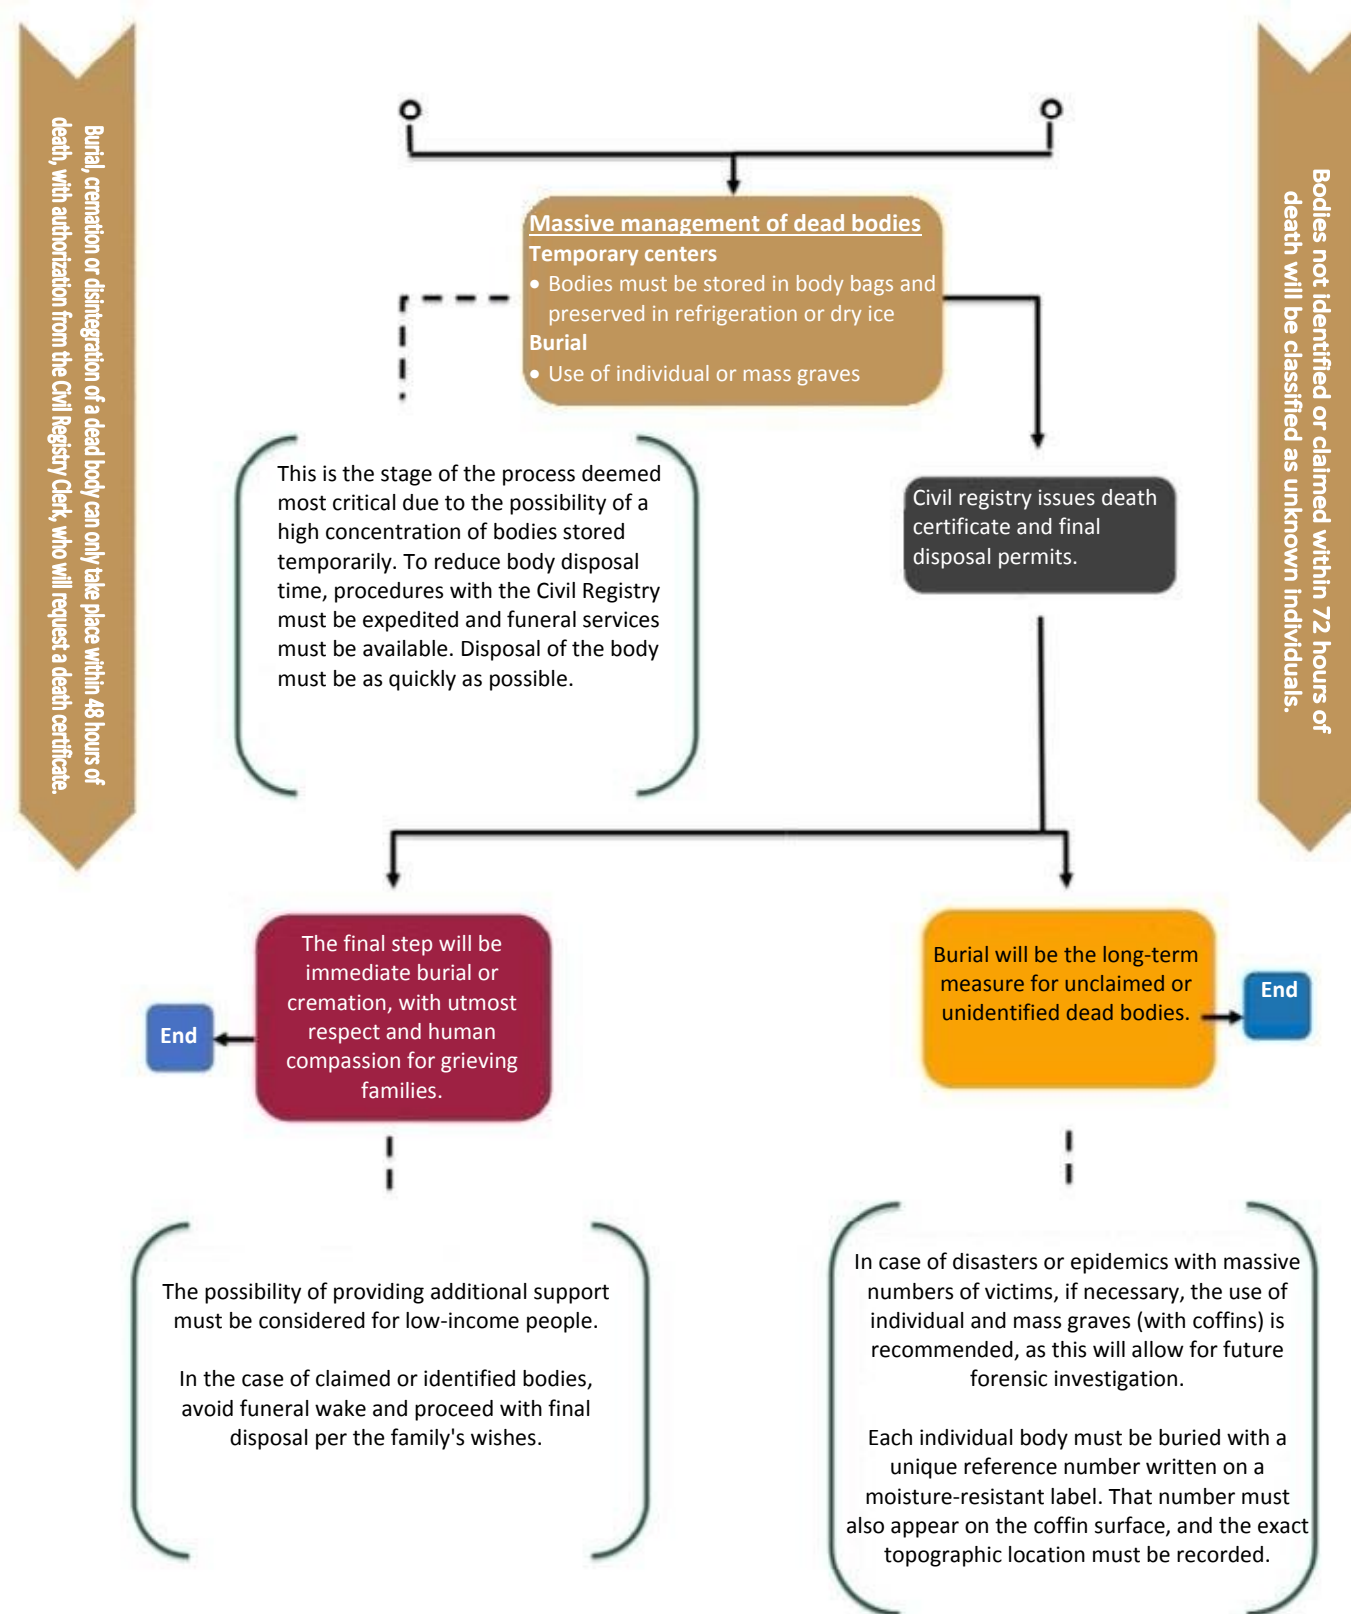 Burial, cremation or disintegration of a dead body can only take place within 48 hours of
death, with authorization from the Civil Registry Clerk, who will request a death certificate.
Bodies not identified or claimed within 72 hours of
death will be classified as unknown individuals.
Massive management of dead bodies
Temporary centers
• Bodies must be stored in body bags and
preserved in refrigeration or dry ice
Burial
• Use of individual or mass graves
This is the stage of the process deemed
most critical due to the possibility of a
high concentration of bodies stored
temporarily. To reduce body disposal
time, procedures with the Civil Registry
must be expedited and funeral services
must be available. Disposal of the body
must be as quickly as possible.
Civil registry issues death
certificate and final
disposal permits.
The final step will be
immediate burial or
cremation, with utmost
respect and human
compassion for grieving
families.
End
Burial will be the long-term
measure for unclaimed or
unidentified dead bodies.
End
The possibility of providing additional support
must be considered for low-income people.
In the case of claimed or identified bodies,
avoid funeral wake and proceed with final
disposal per the family's wishes.
In case of disasters or epidemics with massive
numbers of victims, if necessary, the use of
individual and mass graves (with coffins) is
recommended, as this will allow for future
forensic investigation.
Each individual body must be buried with a
unique reference number written on a
moisture-resistant label. That number must
also appear on the coffin surface, and the exact
topographic location must be recorded.